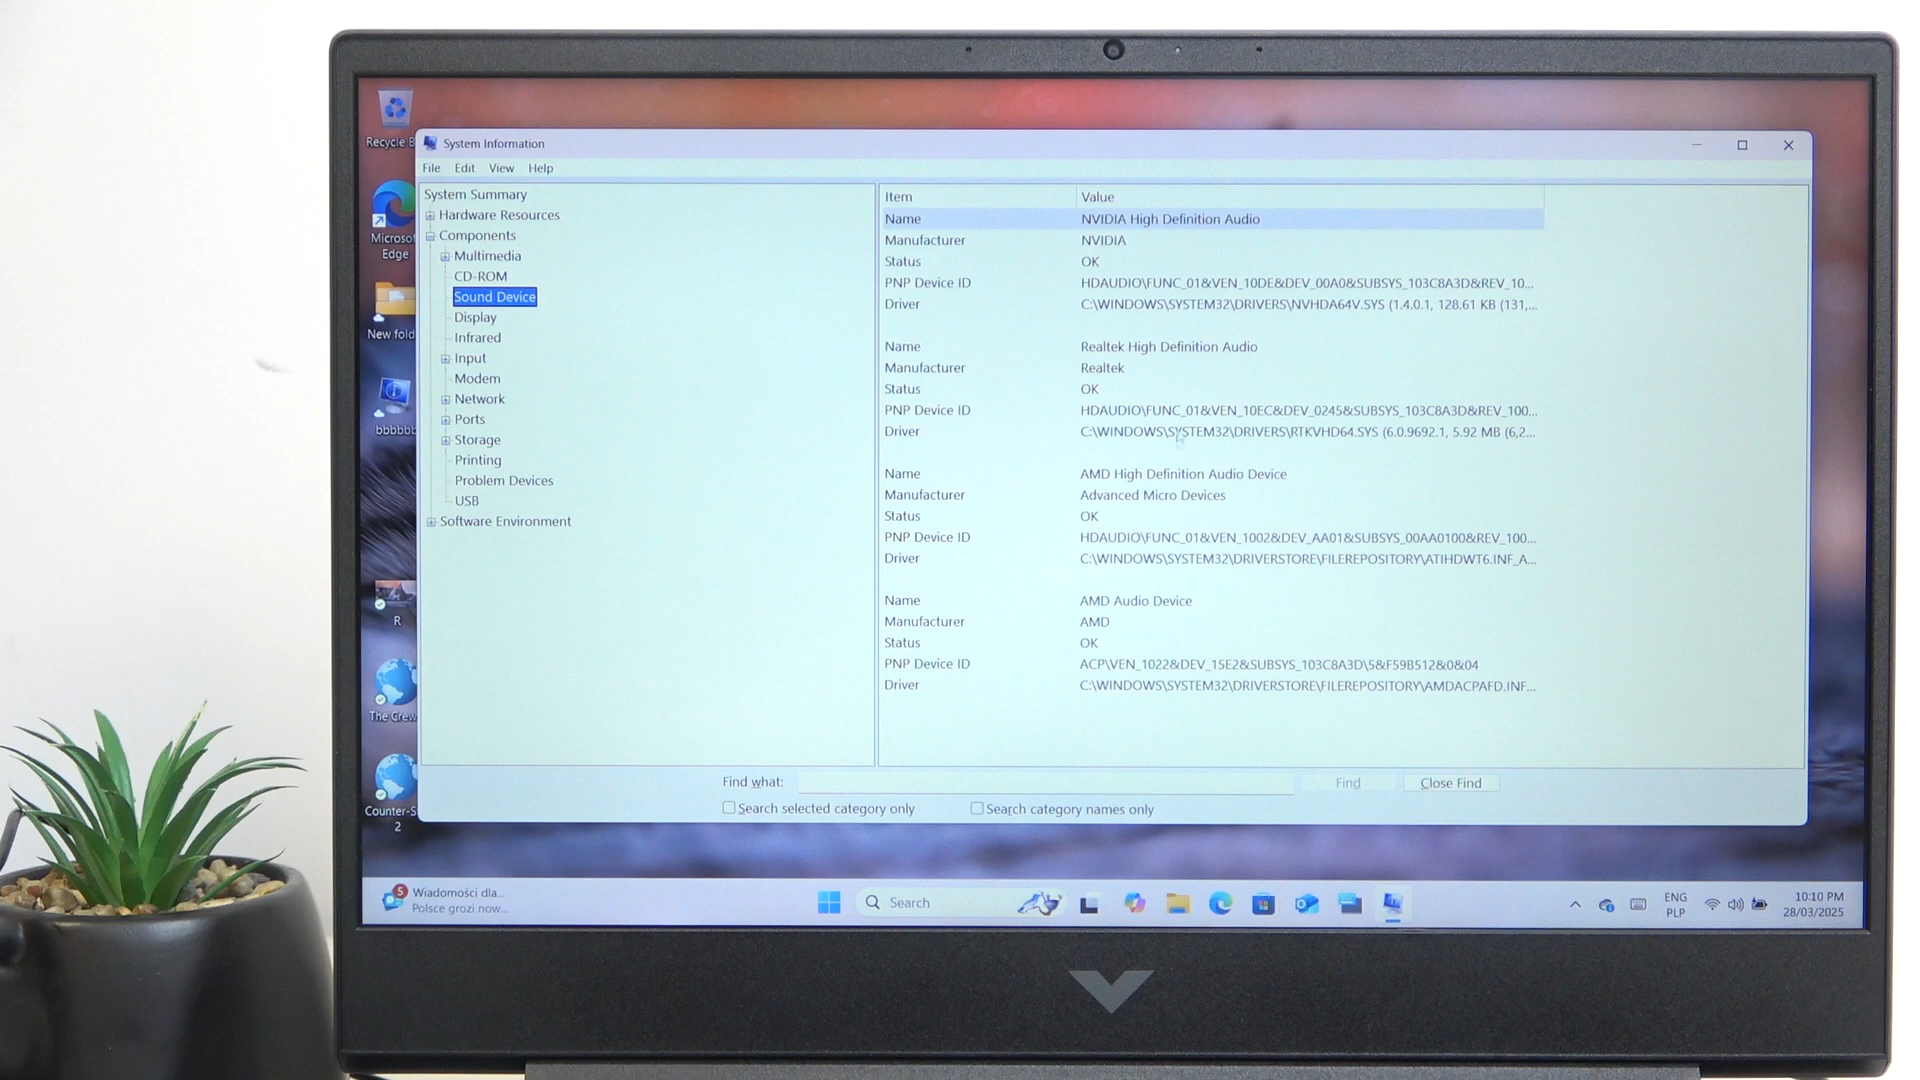 Recycle B
System Information
File Edit View Help
System Summary
Hardware Resources
Components
Multimedia
CD-ROM
Sound Device
Display
Infrared
Input
Modem
Network
Ports
Storage
Printing
Problem Devices
USB
Software Environment
Item Value
Name NVIDIA High Definition Audio
Manufacturer NVIDIA
Status OK
PNP Device ID HDAUDIO\FUNC_01&VEN_10DE&DEV_00A0&SUBSYS_103C8A3D&REV_10...
Driver C:\WINDOWS\SYSTEM32\DRIVERS\NVHDA64V.SYS (1.4.0.1, 128.61 KB (131,...
Name Realtek High Definition Audio
Manufacturer Realtek
Status OK
PNP Device ID HDAUDIO\FUNC_01&VEN_10EC&DEV_0245&SUBSYS_103C8A3D&REV_100...
Driver C:\WINDOWS\SYSTEM32\DRIVERS\RTKVHD64.SYS (6.0.9692.1, 5.92 MB (6,2...
Name AMD High Definition Audio Device
Manufacturer Advanced Micro Devices
Status OK
PNP Device ID HDAUDIO\FUNC_01&VEN_1002&DEV_AA01&SUBSYS_00AA0100&REV_100...
Driver C:\WINDOWS\SYSTEM32\DRIVERSTORE\FILEREPOSITORY\ATIHDWT6.INF_A...
Name AMD Audio Device
Manufacturer AMD
Status OK
PNP Device ID ACP\VEN_1022&DEV_15E2&SUBSYS_103C8A3D\5&F59B512&0&04
Driver C:\WINDOWS\SYSTEM32\DRIVERSTORE\FILEREPOSITORY\AMDACPAFD.INF...
Find what: Find Close Find
Search selected category only Search category names only
Microsof
Edge
New fold
bbbbbb
R
The Crew
Counter-S
2
5
Wiadomości dla...
Polsce grozi now...
Search
ENG
PLP
10:10 PM
28/03/2025